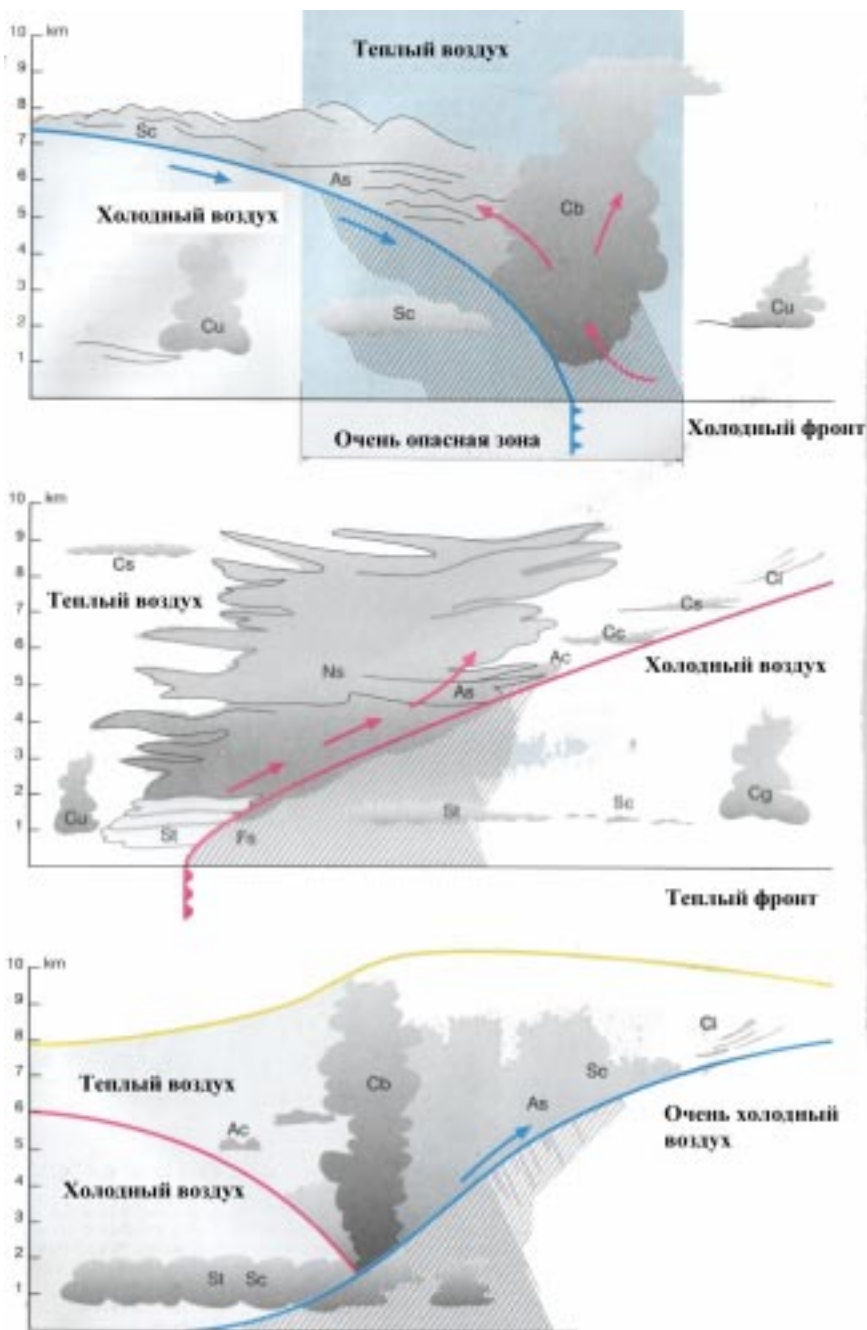 10 km
Теплый воздух
9
8
Sc
7
As
6
Холодный воздух
Cb
5
4
3
Cu
Sc
Cu
2
1
Очень опасная зона
Холодный фронт
10 km
9
Cs
Ci
8
Теплый воздух
Cs
7
Cc
6
Ac
Холодный воздух
Ns
5
As
4
3
2
Cu
St
Fs
St
Sc
Cg
1
Теплый фронт
10 km
9
Ci
8
Теплый воздух
Cb
Sc
7
As
6
Очень холодный
воздух
Ac
5
4
Холодный воздух
3
2
St Sc
1